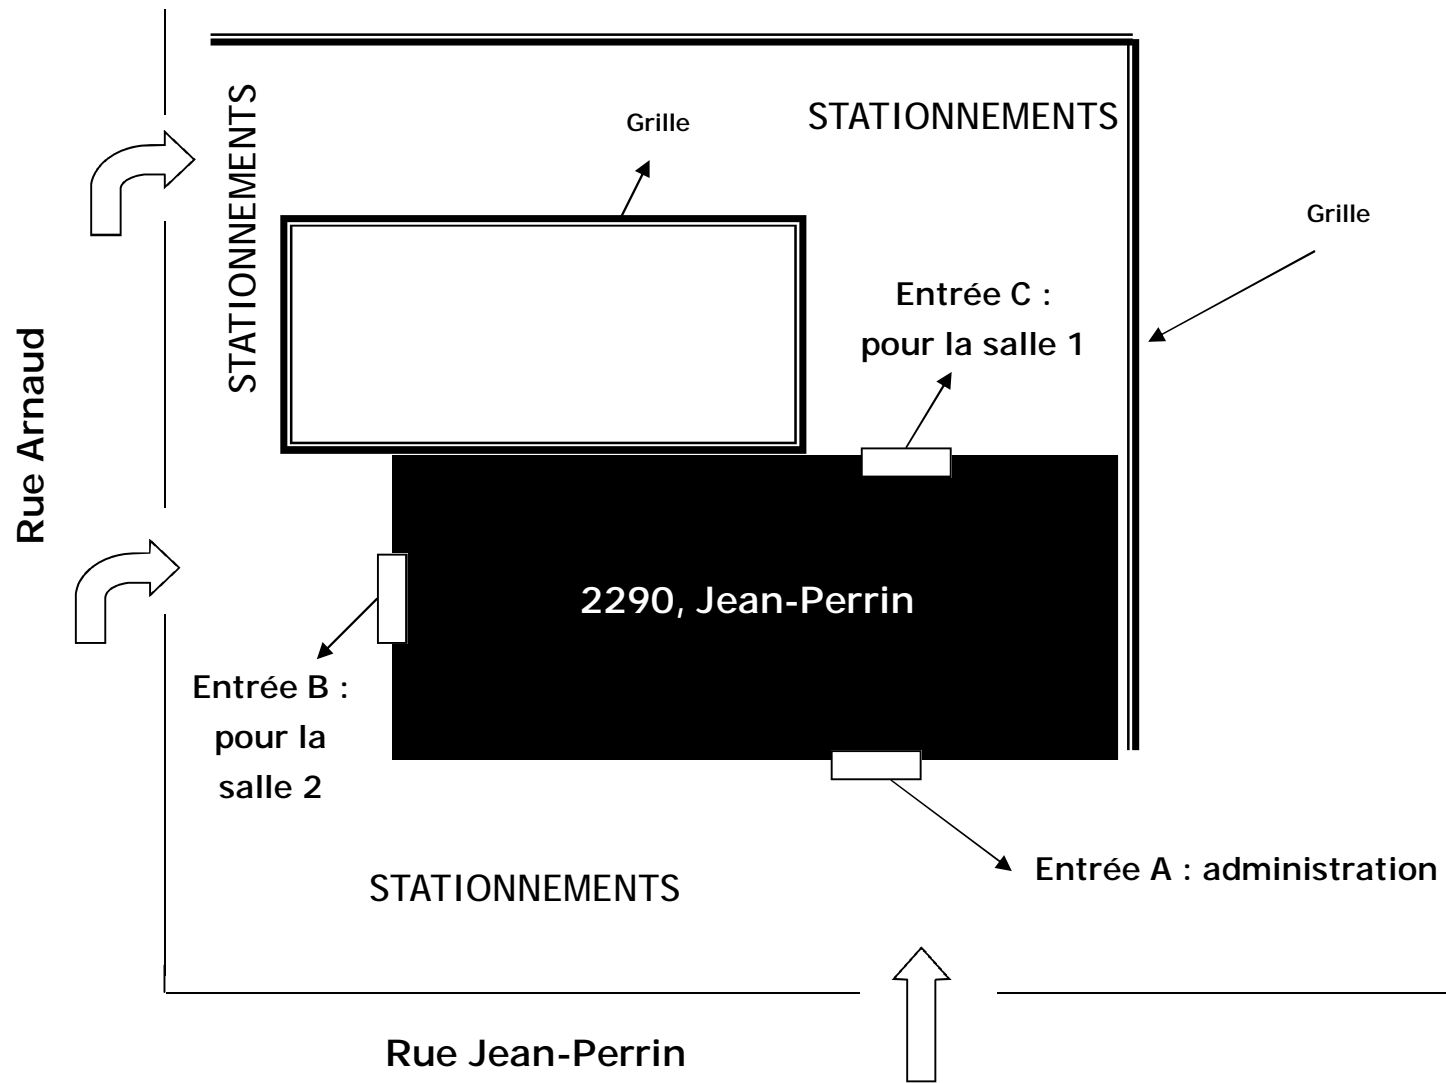 STATIONNEMENTS
Grille
STATIONNEMENTS
Grille
Entrée C :
pour la salle 1
Rue Arnaud
2290, Jean-Perrin
Entrée B :
pour la
salle 2
Entrée A : administration
STATIONNEMENTS
Rue Jean-Perrin